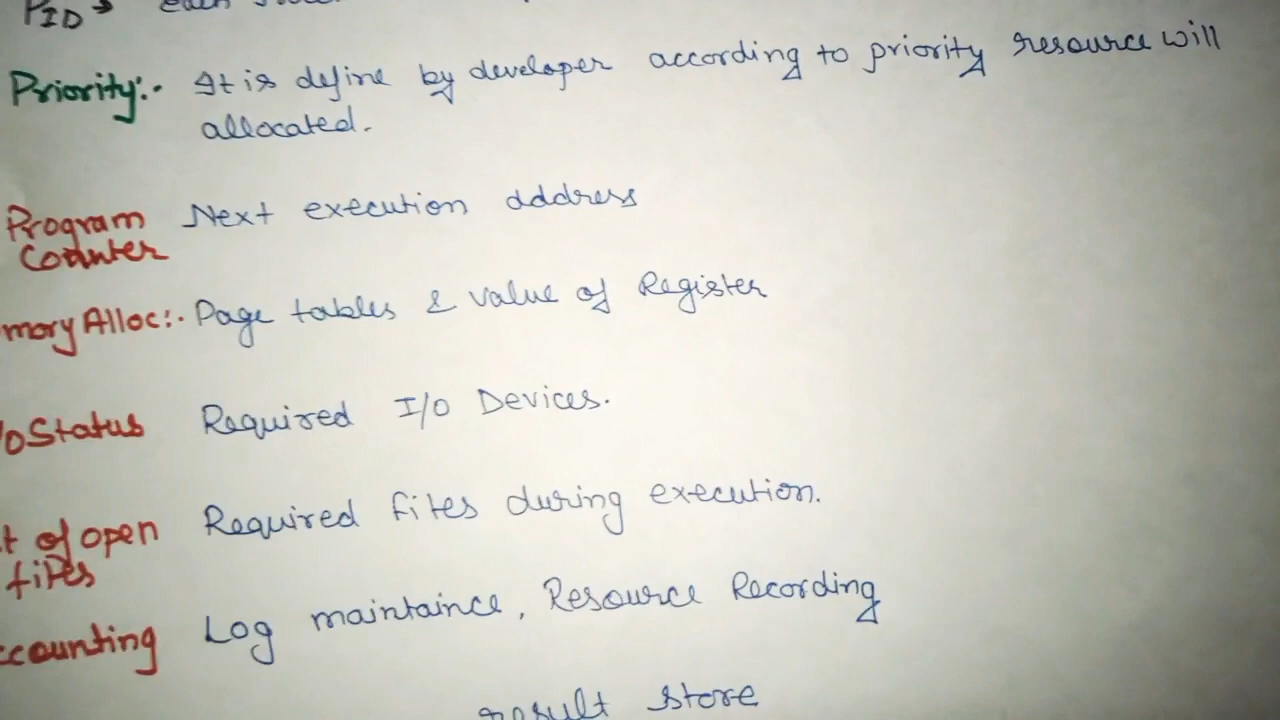 PID →
Priority:- It is define by developer according to priority resource will
allocated.
Program Next execution address
Counter
mory Alloc:- Page tables & value of Register
/o Status Required I/O Devices.
t of open Required files during execution.
files
ccounting Log maintaince, Resource Recording
result store